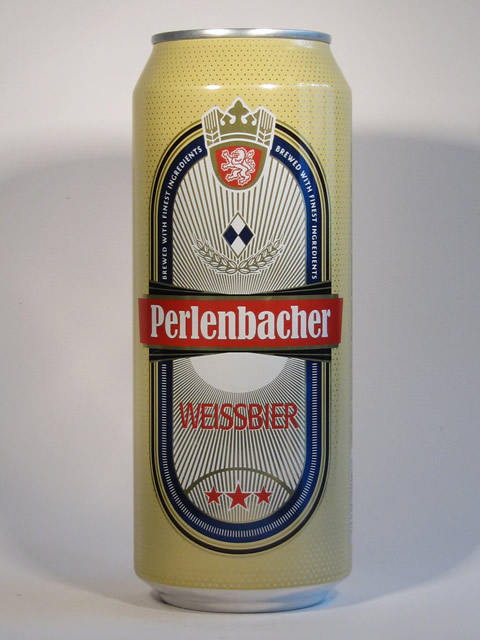 BREWED WITH FINEST INGREDIENTS
BREWED WITH FINEST INGREDIENTS
Perlenbacher
WEISSBIER